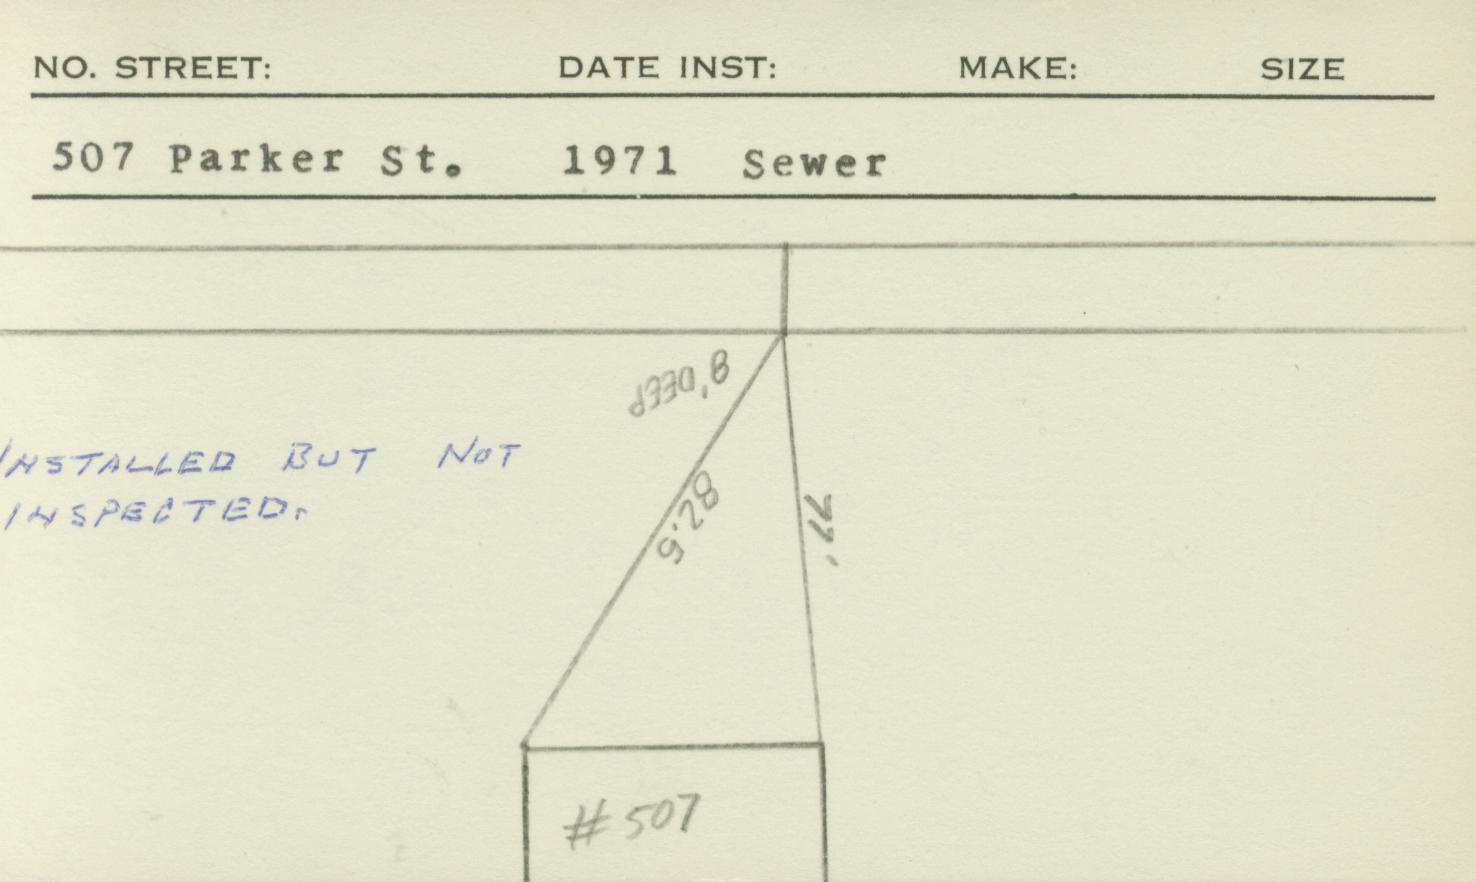 NO. STREET: DATE INST: MAKE: SIZE
507 Parker St. 1971 Sewer
8' DEEP
INSTALLED BUT NOT
INSPECTED.
82.5
77'
# 507